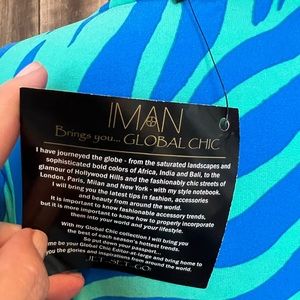 IMAN
Brings you... GLOBAL CHIC
I have journeyed the globe - from the saturated landscapes and
sophisticated bold colors of Africa, India and Bali, to the
glamour of Hollywood Hills and the fashionably chic streets of
London, Paris, Milan and New York - with my style notebook.
I will bring you the latest tips in fashion, accessories
and beauty from around the world.
It is important to know fashionable accessory trends,
but it is more important to know how to properly incorporate
them into your world and your lifestyle.
With my Global Chic collection I will bring you
the best of each season's hottest trends.
So put down your passport...
me be your Global Chic Editor-at-large and bring home to
you the glories and inspirations from around the world.
JET-SET-GO!